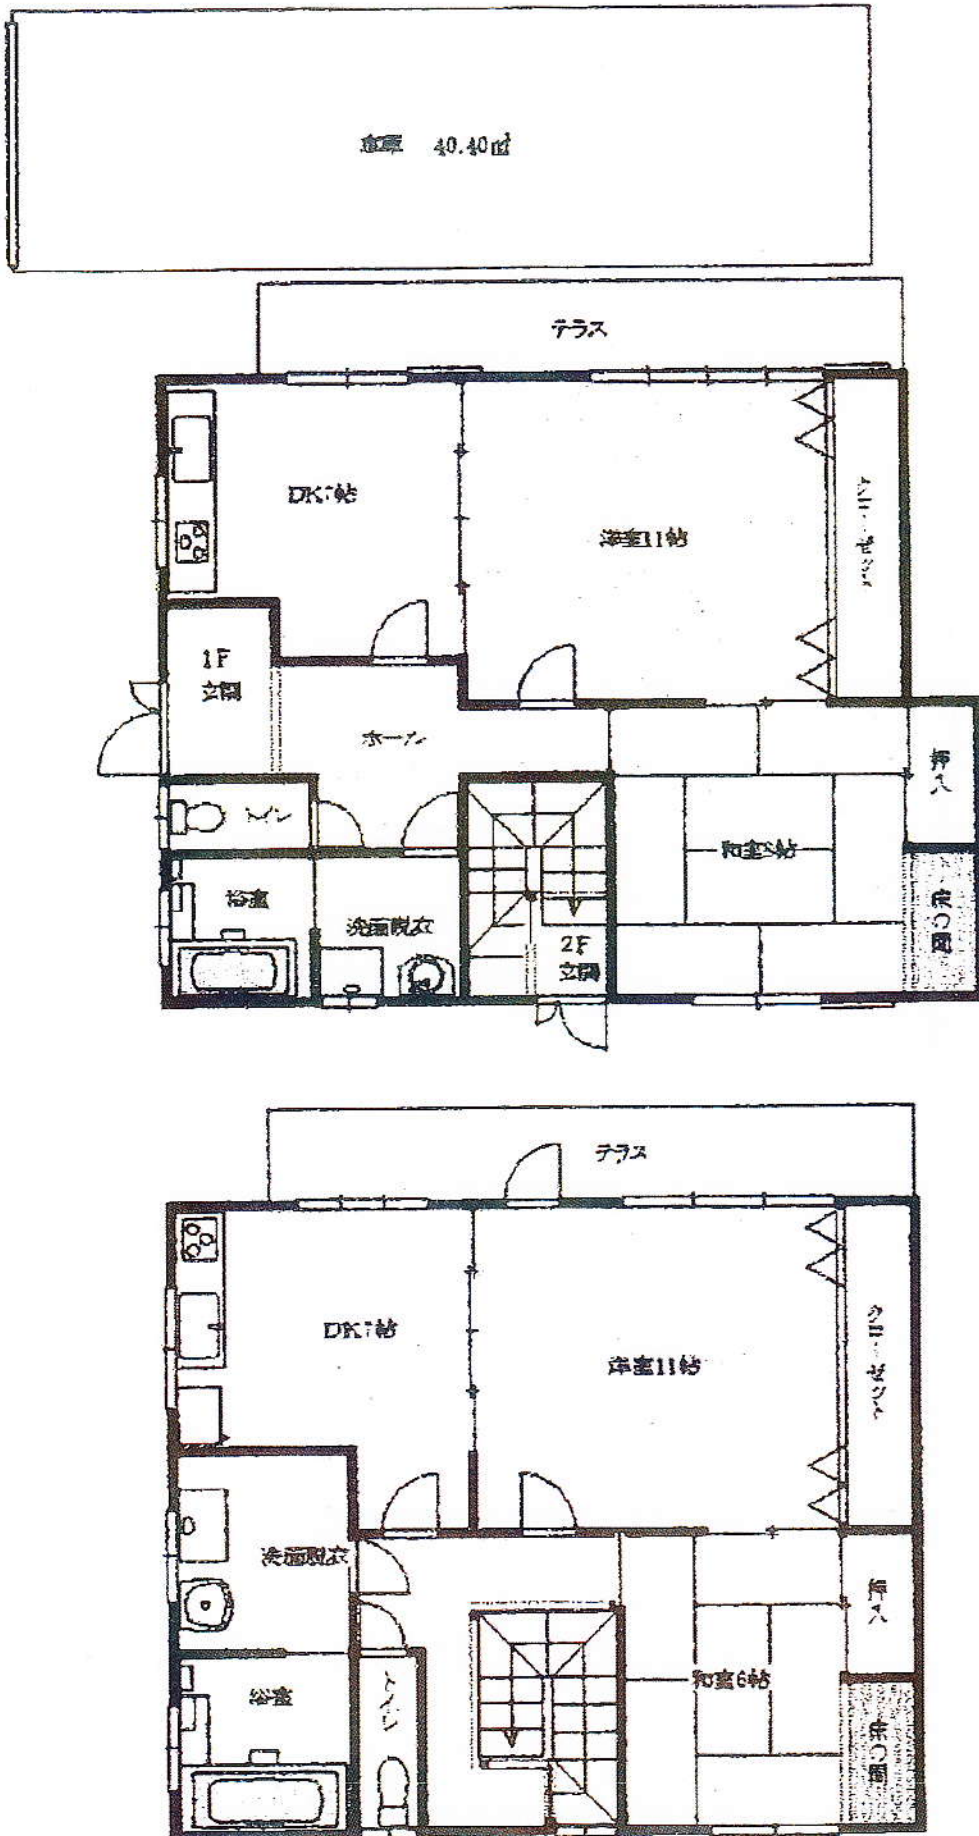 倉庫 40.40㎡
テラス
DK7帖
洋室11帖
クローゼット
1F
玄関
ホール
押入
トイレ
和室8帖
浴室
洗面脱衣
床の間
2F
玄関
テラス
DK7帖
洋室11帖
クローゼット
洗面脱衣
押入
和室6帖
浴室
トイレ
床の間